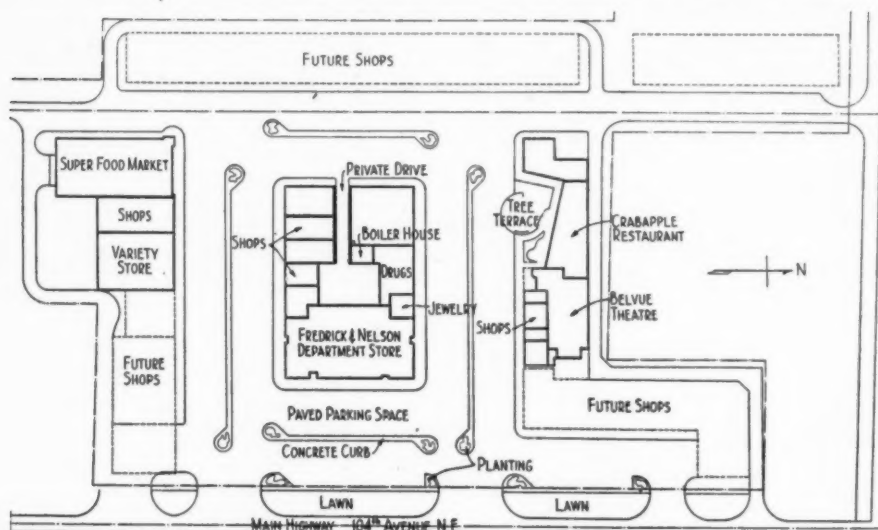 FUTURE SHOPS
SUPER FOOD MARKET
PRIVATE DRIVE
TREE
TERRACE
SHOPS
SHOPS
BOILER HOUSE
CRABAPPLE
RESTAURANT
VARIETY
STORE
DRUGS
N
JEWELRY
BELVUE
THEATRE
SHOPS
FREDRICK & NELSON
DEPARTMENT STORE
FUTURE
SHOPS
PAVED PARKING SPACE
FUTURE SHOPS
CONCRETE CURB
PLANTING
LAWN
LAWN
MAIN HIGHWAY 104th AVENUE N.E.